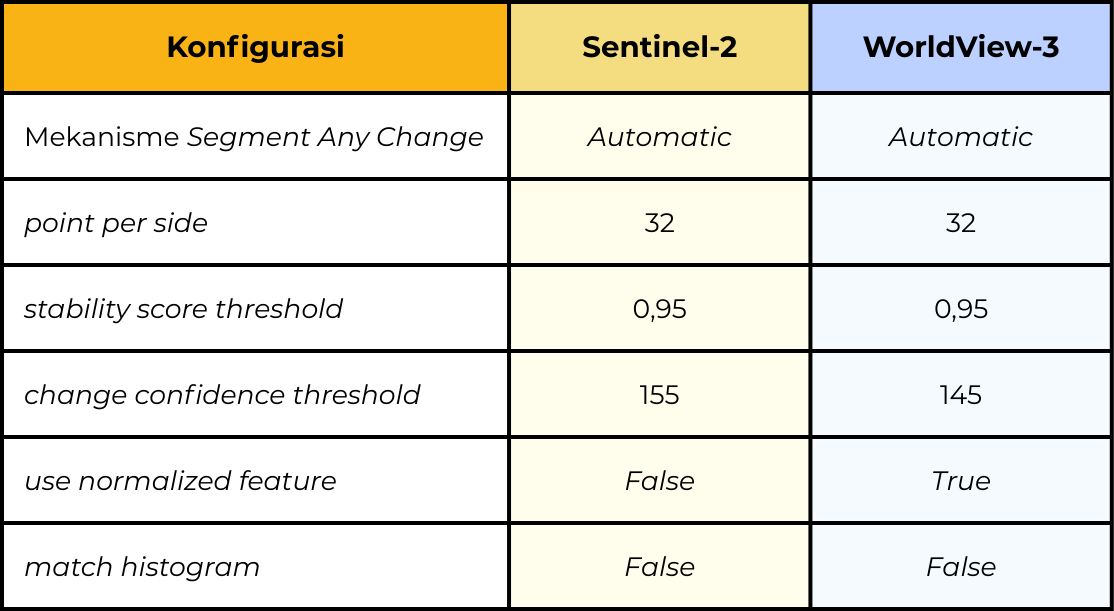 Konfigurasi Sentinel-2 WorldView-3
Mekanisme Segment Any Change Automatic Automatic
point per side 32 32
stability score threshold 0,95 0,95
change confidence threshold 155 145
use normalized feature False True
match histogram False False